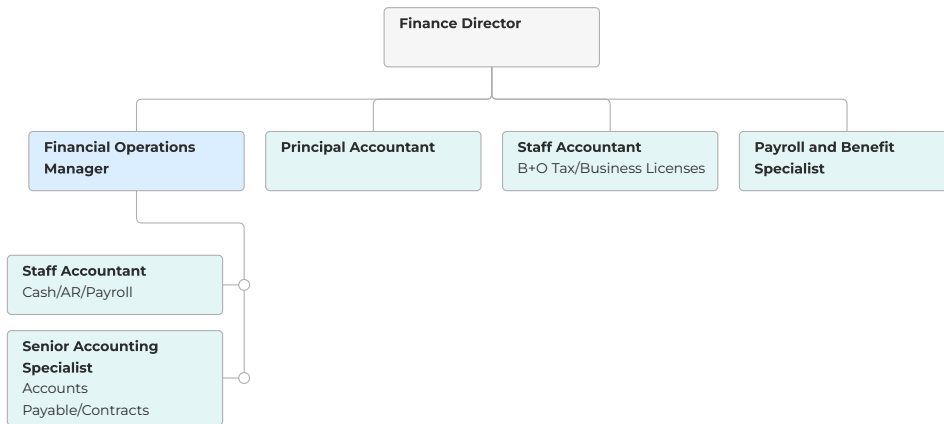 Finance Director
Financial Operations
Manager
Principal Accountant
Staff Accountant
B+O Tax/Business Licenses
Payroll and Benefit
Specialist
Staff Accountant
Cash/AR/Payroll
Senior Accounting
Specialist
Accounts
Payable/Contracts